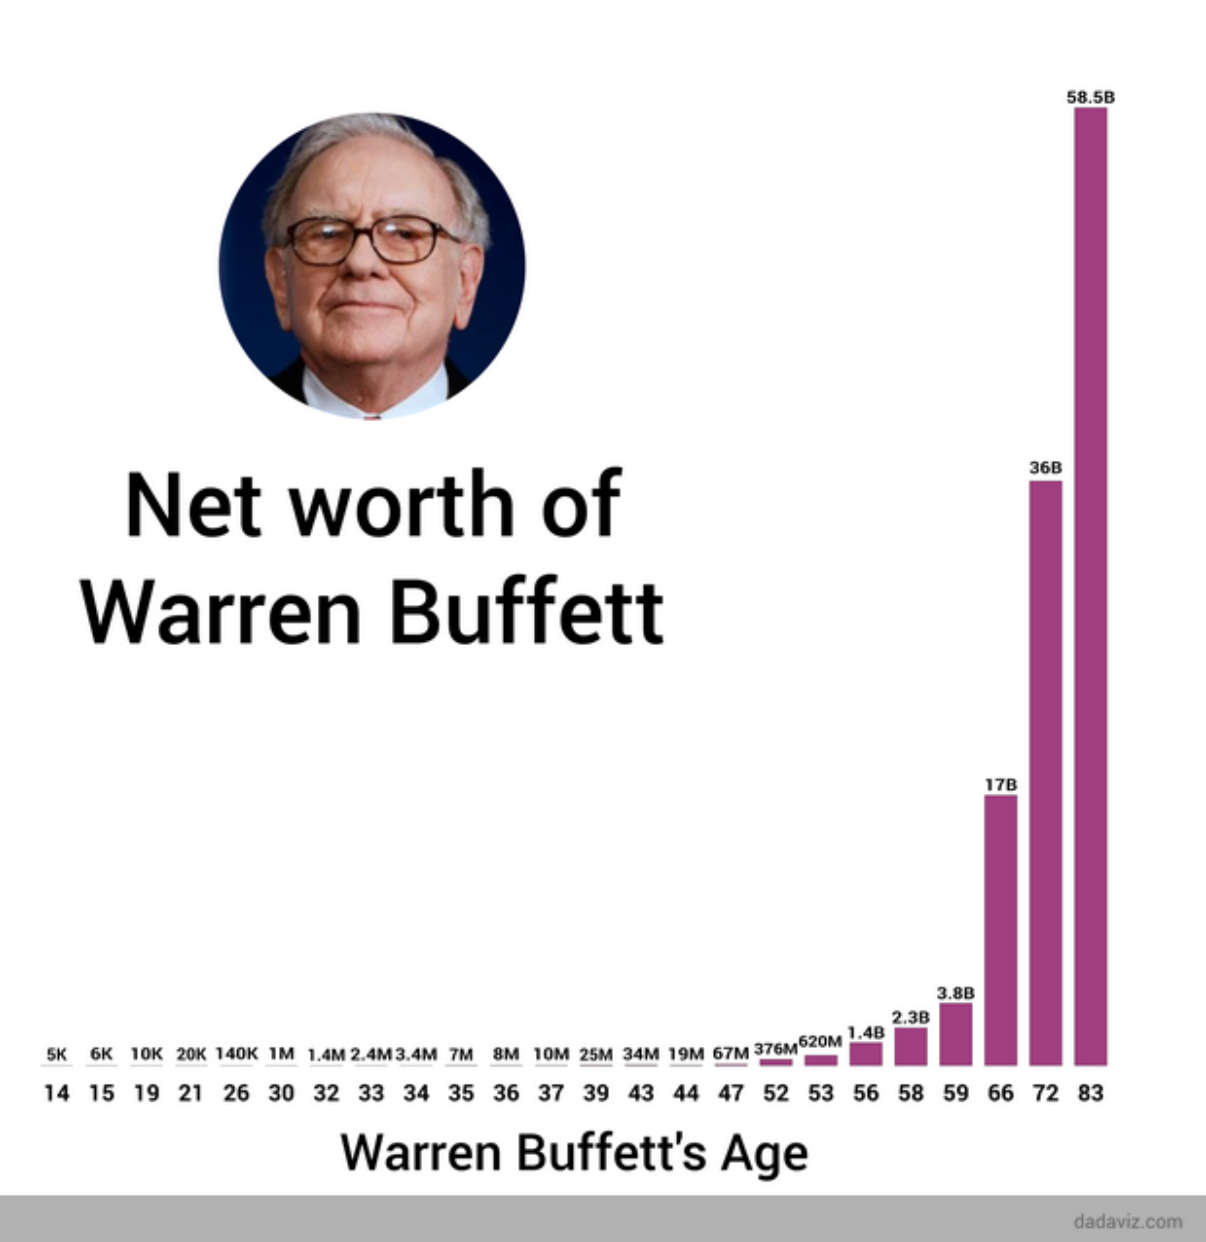 58.5B
Net worth of
Warren Buffett
36B
17B
3.8B
2.3B
1.4B
5K 6K 10K 20K 140K 1M 1.4M 2.4M 3.4M 7M 8M 10M 25M 34M 19M 67M 376M 620M
14 15 19 21 26 30 32 33 34 35 36 37 39 43 44 47 52 53 56 58 59 66 72 83
Warren Buffett's Age
dadaviz.com